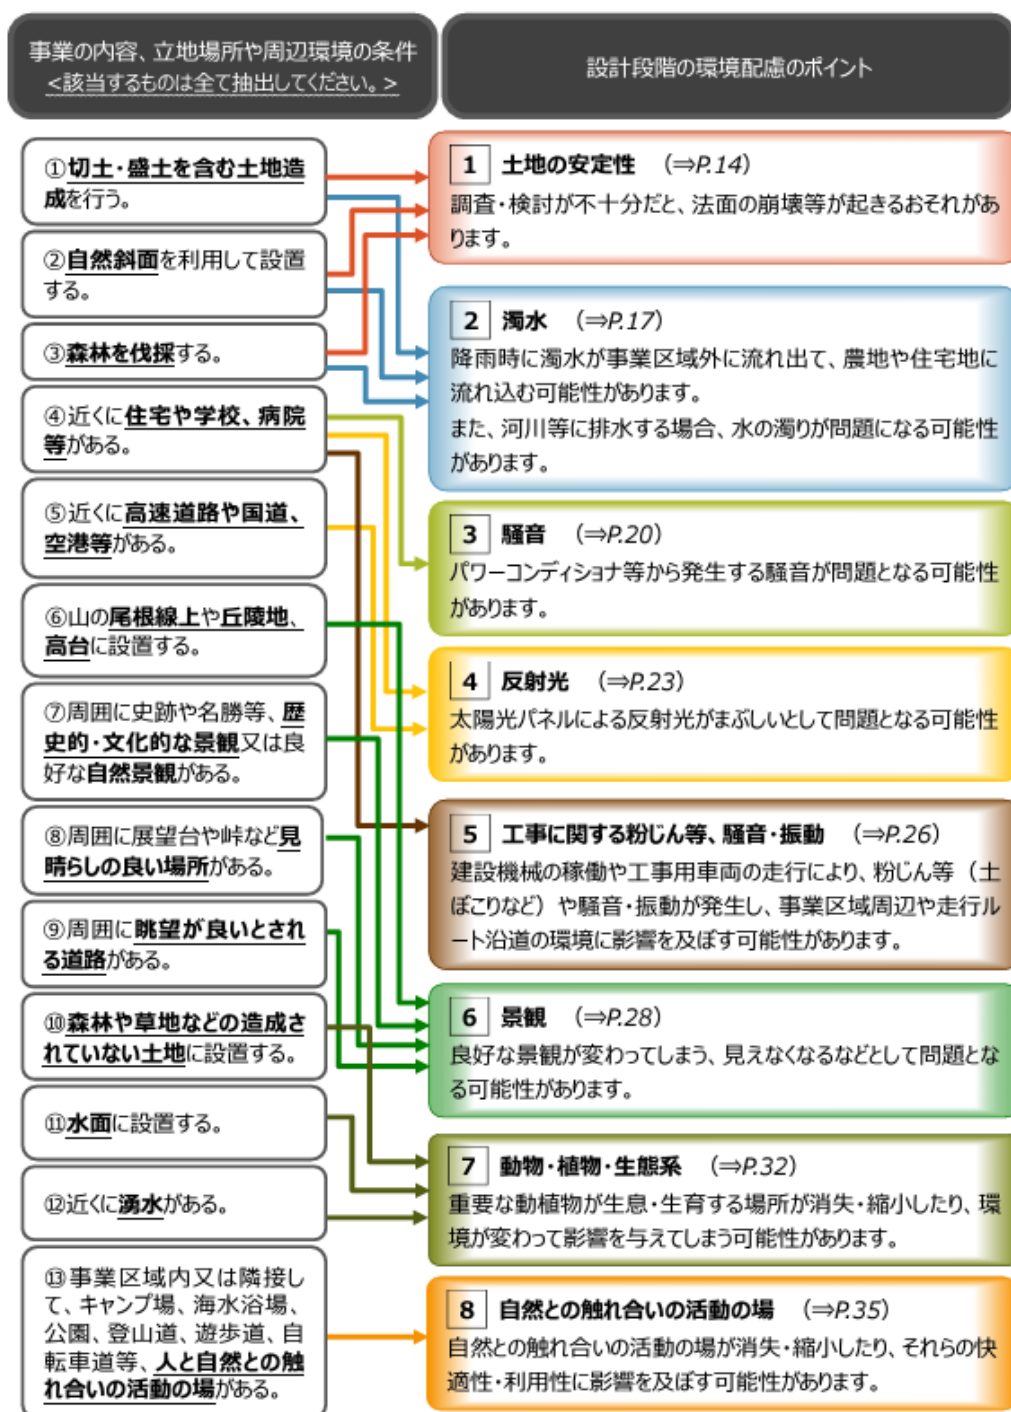 事業の内容、立地場所や周辺環境の条件
<該当するものは全て抽出してください。>
設計段階の環境配慮のポイント
①切土・盛土を含む土地造
成を行う。
②自然斜面を利用して設置
する。
③森林を伐採する。
④近くに住宅や学校、病院
等がある。
⑤近くに高速道路や国道、
空港等がある。
⑥山の尾根線上や丘陵地、
高台に設置する。
⑦周囲に史跡や名勝等、歴
史的・文化的な景観又は良
好な自然景観がある。
⑧周囲に展望台や峠など見
晴らしの良い場所がある。
⑨周囲に眺望が良いとされ
る道路がある。
⑩森林や草地などの造成さ
れていない土地に設置する。
⑪水面に設置する。
⑫近くに湧水がある。
⑬事業区域内又は隣接し
て、キャンプ場、海水浴場、
公園、登山道、遊歩道、自
転車道等、人と自然との触
れ合いの活動の場がある。
1 土地の安定性 (⇒P.14)
調査・検討が不十分だと、法面の崩壊等が起きるおそれがあ
ります。
2 濁水 (⇒P.17)
降雨時に濁水が事業区域外に流れ出て、農地や住宅地に
流れ込む可能性があります。
また、河川等に排水する場合、水の濁りが問題になる可能性
があります。
3 騒音 (⇒P.20)
パワーコンディショナ等から発生する騒音が問題となる可能性
があります。
4 反射光 (⇒P.23)
太陽光パネルによる反射光がまぶしいとして問題となる可能性
があります。
5 工事に関する粉じん等、騒音・振動 (⇒P.26)
建設機械の稼働や工事用車両の走行により、粉じん等（土
ぼこりなど）や騒音・振動が発生し、事業区域周辺や走行ル
ート沿道の環境に影響を及ぼす可能性があります。
6 景観 (⇒P.28)
良好な景観が変わってしまう、見えなくなるなどとして問題とな
る可能性があります。
7 動物・植物・生態系 (⇒P.32)
重要な動植物が生息・生育する場所が消失・縮小したり、環
境が変わって影響を与えてしまう可能性があります。
8 自然との触れ合いの活動の場 (⇒P.35)
自然との触れ合いの活動の場が消失・縮小したり、それらの快
適性・利用性に影響を及ぼす可能性があります。